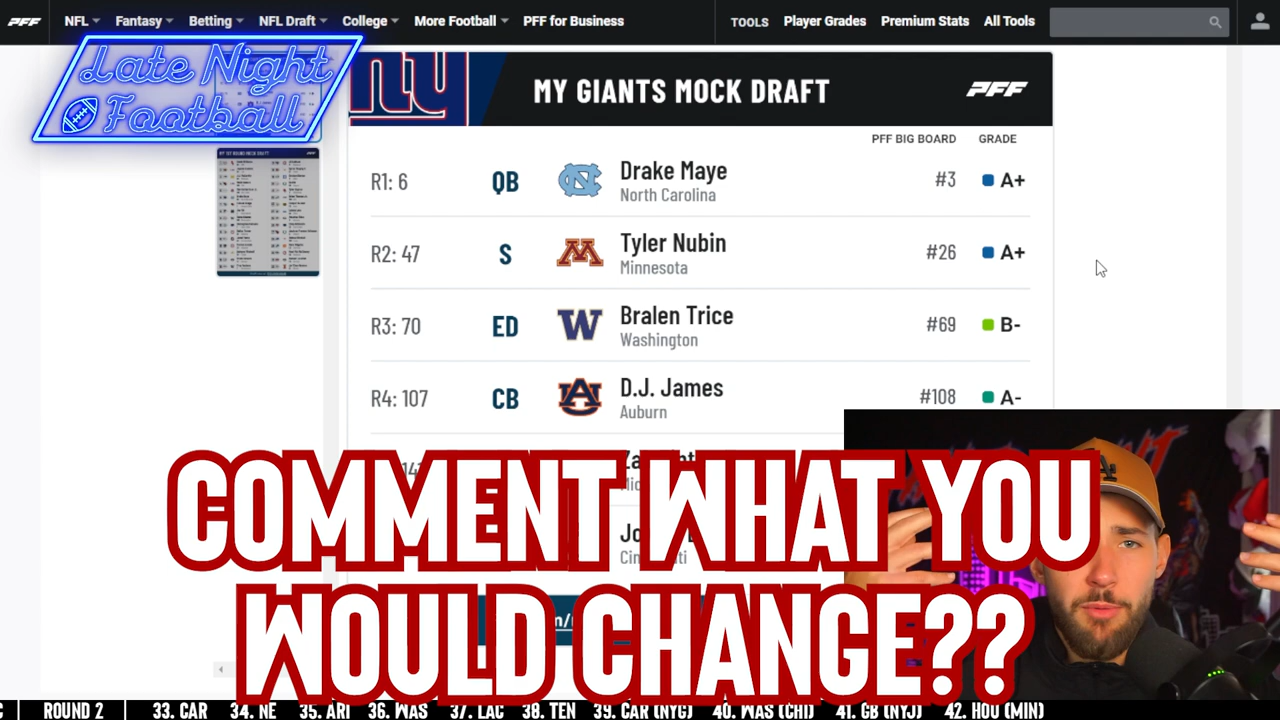 PFF NFL Fantasy Betting NFL Draft College More Football PFF for Business TOOLS Player Grades Premium Stats All Tools
Late Night
Football
ny MY GIANTS MOCK DRAFT PFF
PFF BIG BOARD GRADE
R1: 6 QB NC Drake Maye #3 A+
North Carolina
R2: 47 S M Tyler Nubin #26 A+
Minnesota
R3: 70 ED W Bralen Trice #69 B-
Washington
R4: 107 CB AU D.J. James #108 A-
Auburn
COMMENT WHAT YOU
WOULD CHANGE??
ROUND 2 33. CAR 34. NE 35. ARI 36. WAS 37. LAC 38. TEN 39. CAR (NYG) 40. WAS (CHI) 41. GB (NYJ) 42. HOU (MIN)